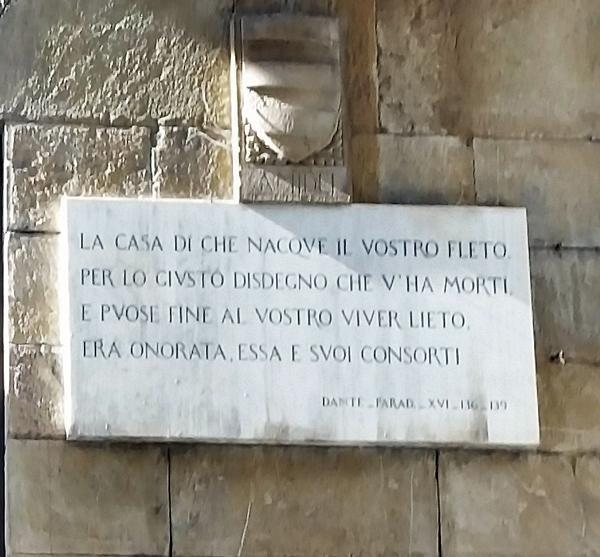 LA CASA DI CHE NACQVE IL VOSTRO FLETO,
PER LO GIVSTO DISDEGNO CHE V'HA MORTI,
E PVOSE FINE AL VOSTRO VIVER LIETO,
ERA ONORATA, ESSA E SVOI CONSORTI
DANTE _ PARAD. _ XVI _ 136 _ 139